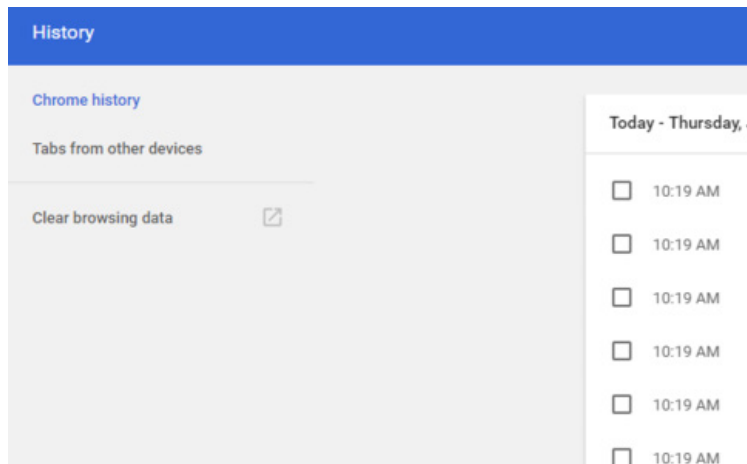 History
Chrome history
Tabs from other devices
Clear browsing data
Today - Thursday,
10:19 AM
10:19 AM
10:19 AM
10:19 AM
10:19 AM
10:19 AM